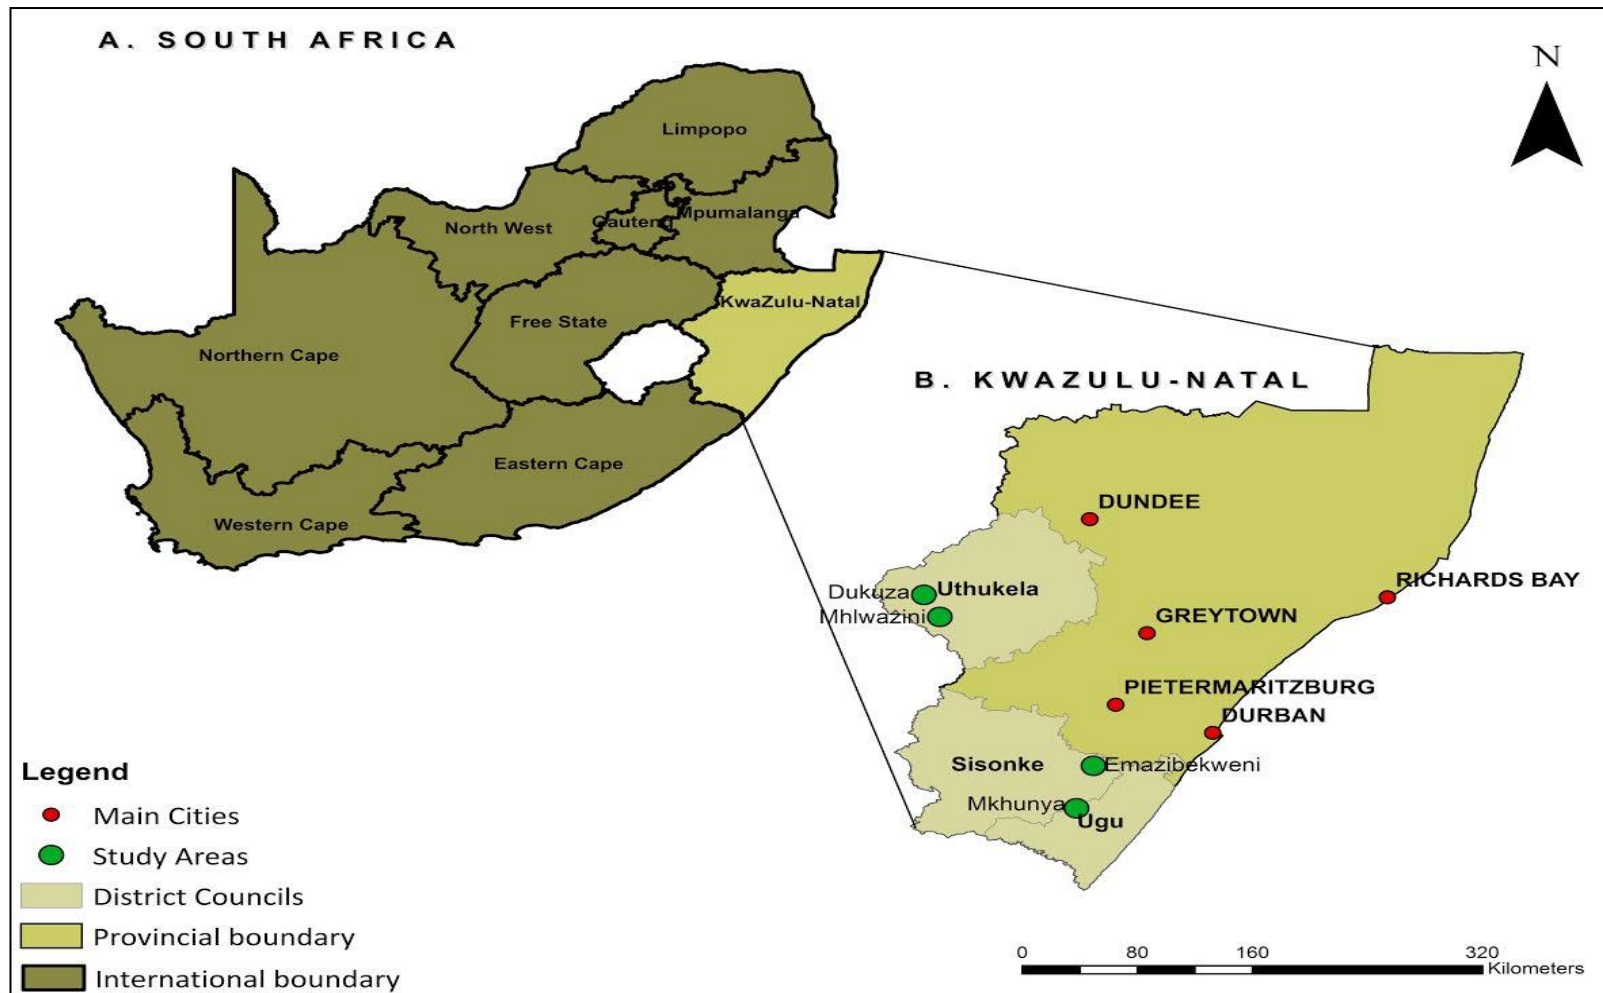 A. SOUTH AFRICA
N
Limpopo
Mpumalanga
Gauteng
North West
KwaZulu-Natal
Free State
Northern Cape
Eastern Cape
Western Cape
B. KWAZULU-NATAL
DUNDEE
RICHARDS BAY
Dukuza
Uthukela
Mhlwazini
GREYTOWN
PIETERMARITZBURG
DURBAN
Sisonke
Emazibekweni
Mkhunya
Ugu
Legend
Main Cities
Study Areas
District Councils
Provincial boundary
International boundary
0 80 160 320
Kilometers